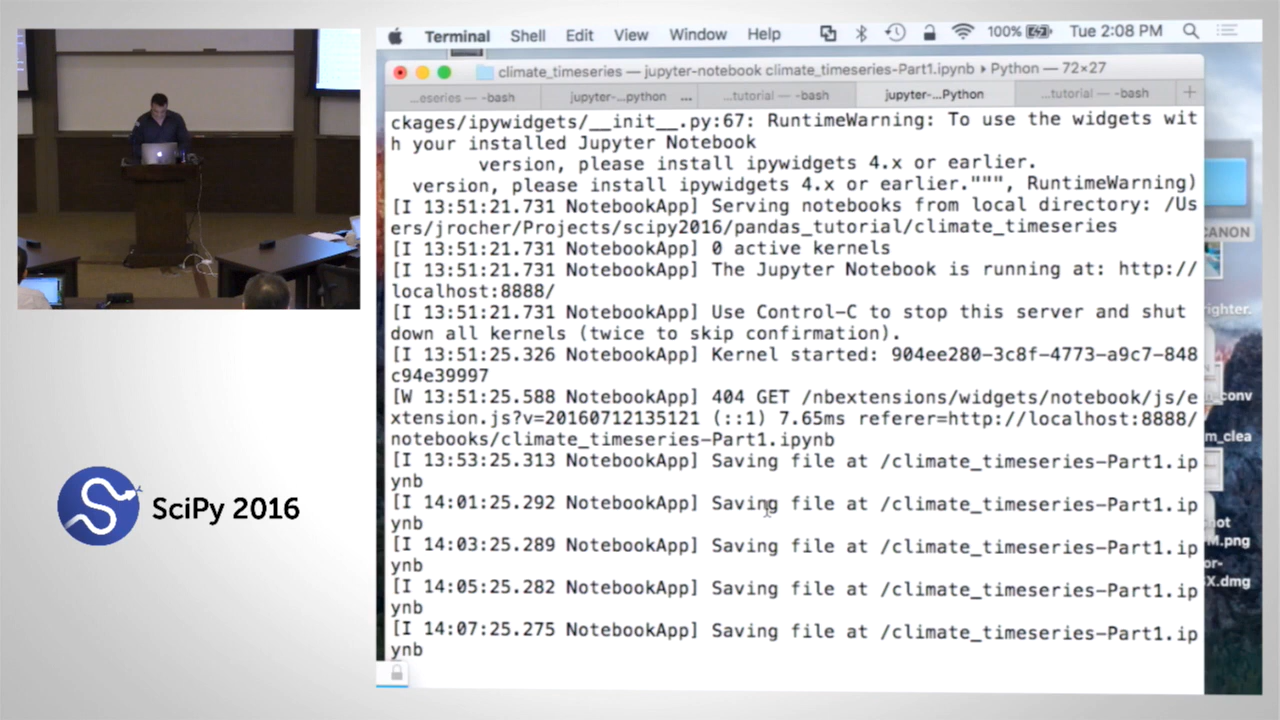 Terminal Shell Edit View Window Help 100% Tue 2:08 PM
climate_timeseries — jupyter-notebook climate_timeseries-Part1.ipynb ▸ Python — 72×27
...eseries — -bash jupyter-...python ... ...tutorial — -bash jupyter-...Python ...tutorial — -bash +
ckages/ipywidgets/__init__.py:67: RuntimeWarning: To use the widgets wit
h your installed Jupyter Notebook
version, please install ipywidgets 4.x or earlier.
version, please install ipywidgets 4.x or earlier.""", RuntimeWarning)
[I 13:51:21.731 NotebookApp] Serving notebooks from local directory: /Us
ers/jrocher/Projects/scipy2016/pandas_tutorial/climate_timeseries
[I 13:51:21.731 NotebookApp] 0 active kernels
[I 13:51:21.731 NotebookApp] The Jupyter Notebook is running at: http://
localhost:8888/
[I 13:51:21.731 NotebookApp] Use Control-C to stop this server and shut
down all kernels (twice to skip confirmation).
[I 13:51:25.326 NotebookApp] Kernel started: 904ee280-3c8f-4773-a9c7-848
c94e39997
[W 13:51:25.588 NotebookApp] 404 GET /nbextensions/widgets/notebook/js/e
xtension.js?v=20160712135121 (::1) 7.65ms referer=http://localhost:8888/
notebooks/climate_timeseries-Part1.ipynb
[I 13:53:25.313 NotebookApp] Saving file at /climate_timeseries-Part1.ip
ynb
[I 14:01:25.292 NotebookApp] Saving file at /climate_timeseries-Part1.ip
ynb
[I 14:03:25.289 NotebookApp] Saving file at /climate_timeseries-Part1.ip
ynb
[I 14:05:25.282 NotebookApp] Saving file at /climate_timeseries-Part1.ip
ynb
[I 14:07:25.275 NotebookApp] Saving file at /climate_timeseries-Part1.ip
ynb
CANON
righter.
conv
m_clea
M.png
or-
X.dmg
SciPy 2016